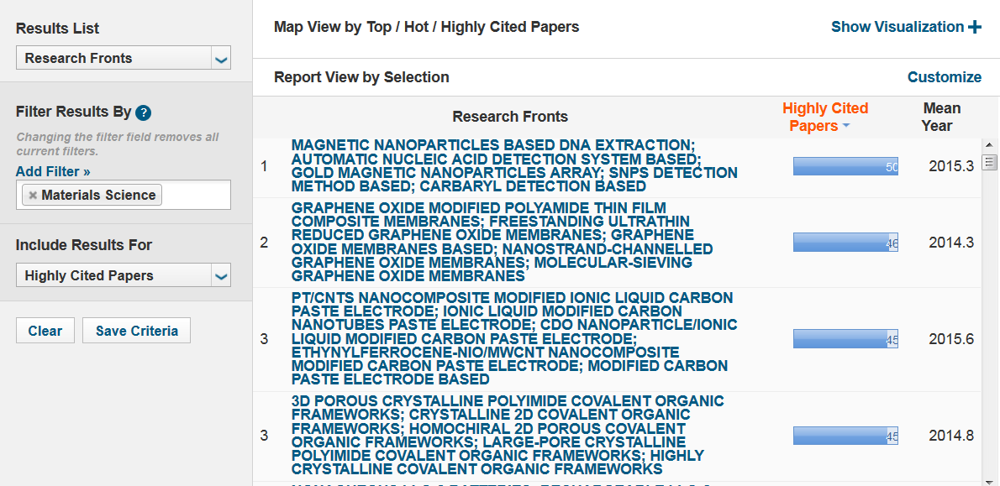 Results List
Research Fronts
Filter Results By ?
Changing the filter field removes all
current filters.
Add Filter »
× Materials Science
Include Results For
Highly Cited Papers
Clear
Save Criteria
Map View by Top / Hot / Highly Cited Papers
Show Visualization +
Report View by Selection
Customize
Research Fronts
Highly Cited
Papers
Mean
Year
1
MAGNETIC NANOPARTICLES BASED DNA EXTRACTION;
AUTOMATIC NUCLEIC ACID DETECTION SYSTEM BASED;
GOLD MAGNETIC NANOPARTICLES ARRAY; SNPS DETECTION
METHOD BASED; CARBARYL DETECTION BASED
50
2015.3
2
GRAPHENE OXIDE MODIFIED POLYAMIDE THIN FILM
COMPOSITE MEMBRANES; FREESTANDING ULTRATHIN
REDUCED GRAPHENE OXIDE MEMBRANES; GRAPHENE
OXIDE MEMBRANES BASED; NANOSTRAND-CHANNELLED
GRAPHENE OXIDE MEMBRANES; MOLECULAR-SIEVING
GRAPHENE OXIDE MEMBRANES
46
2014.3
3
PT/CNTS NANOCOMPOSITE MODIFIED IONIC LIQUID CARBON
PASTE ELECTRODE; IONIC LIQUID MODIFIED CARBON
NANOTUBES PASTE ELECTRODE; CDO NANOPARTICLE/IONIC
LIQUID MODIFIED CARBON PASTE ELECTRODE;
ETHYNYLFERROCENE-NIO/MWCNT NANOCOMPOSITE
MODIFIED CARBON PASTE ELECTRODE; MODIFIED CARBON
PASTE ELECTRODE BASED
45
2015.6
3
3D POROUS CRYSTALLINE POLYIMIDE COVALENT ORGANIC
FRAMEWORKS; CRYSTALLINE 2D COVALENT ORGANIC
FRAMEWORKS; HOMOCHIRAL 2D POROUS COVALENT
ORGANIC FRAMEWORKS; LARGE-PORE CRYSTALLINE
POLYIMIDE COVALENT ORGANIC FRAMEWORKS; HIGHLY
CRYSTALLINE COVALENT ORGANIC FRAMEWORKS
45
2014.8